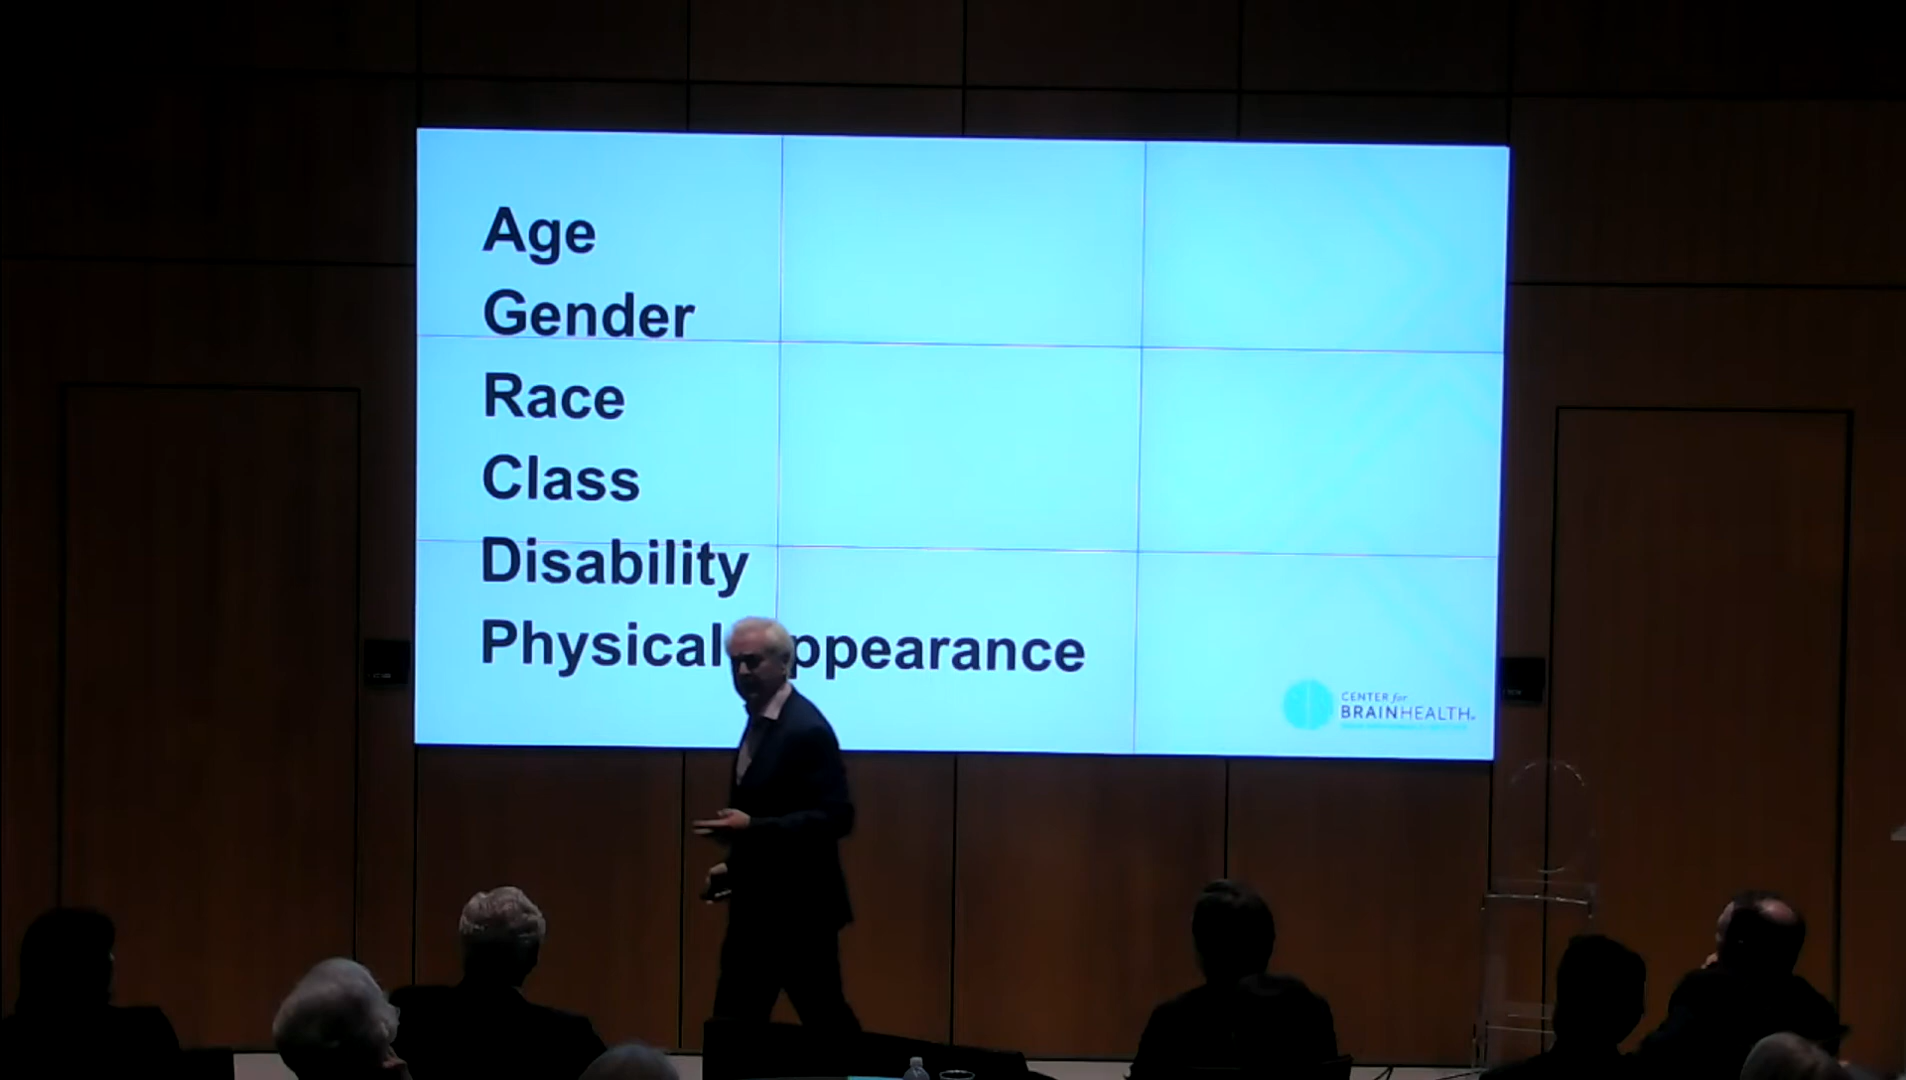 Age
Gender
Race
Class
Disability
Physical ppearance
CENTER for
BRAINHEALTH